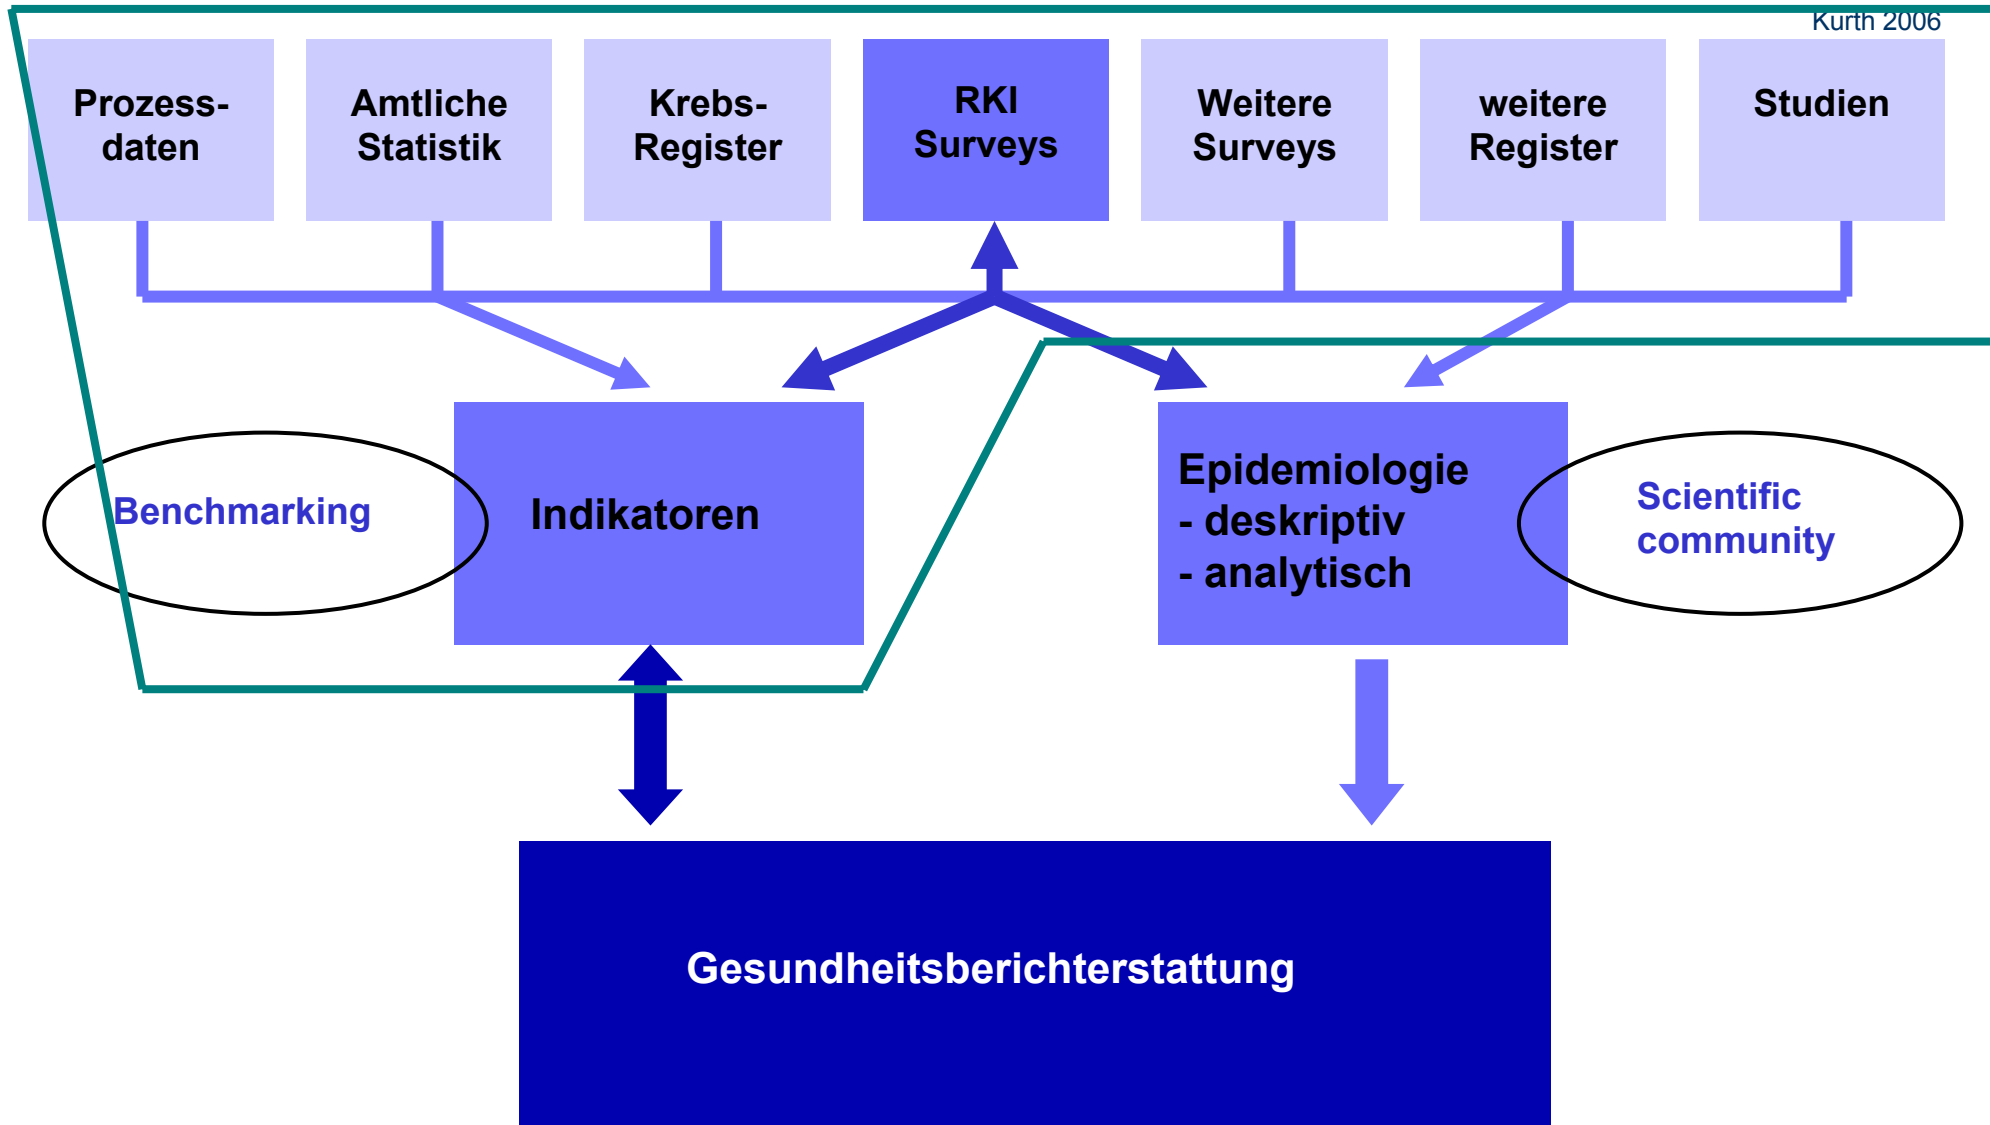 Kurth 2006
Prozess-
daten
Amtliche
Statistik
Krebs-
Register
RKI
Surveys
Weitere
Surveys
weitere
Register
Studien
Benchmarking
Indikatoren
Epidemiologie
- deskriptiv
- analytisch
Scientific
community
Gesundheitsberichterstattung